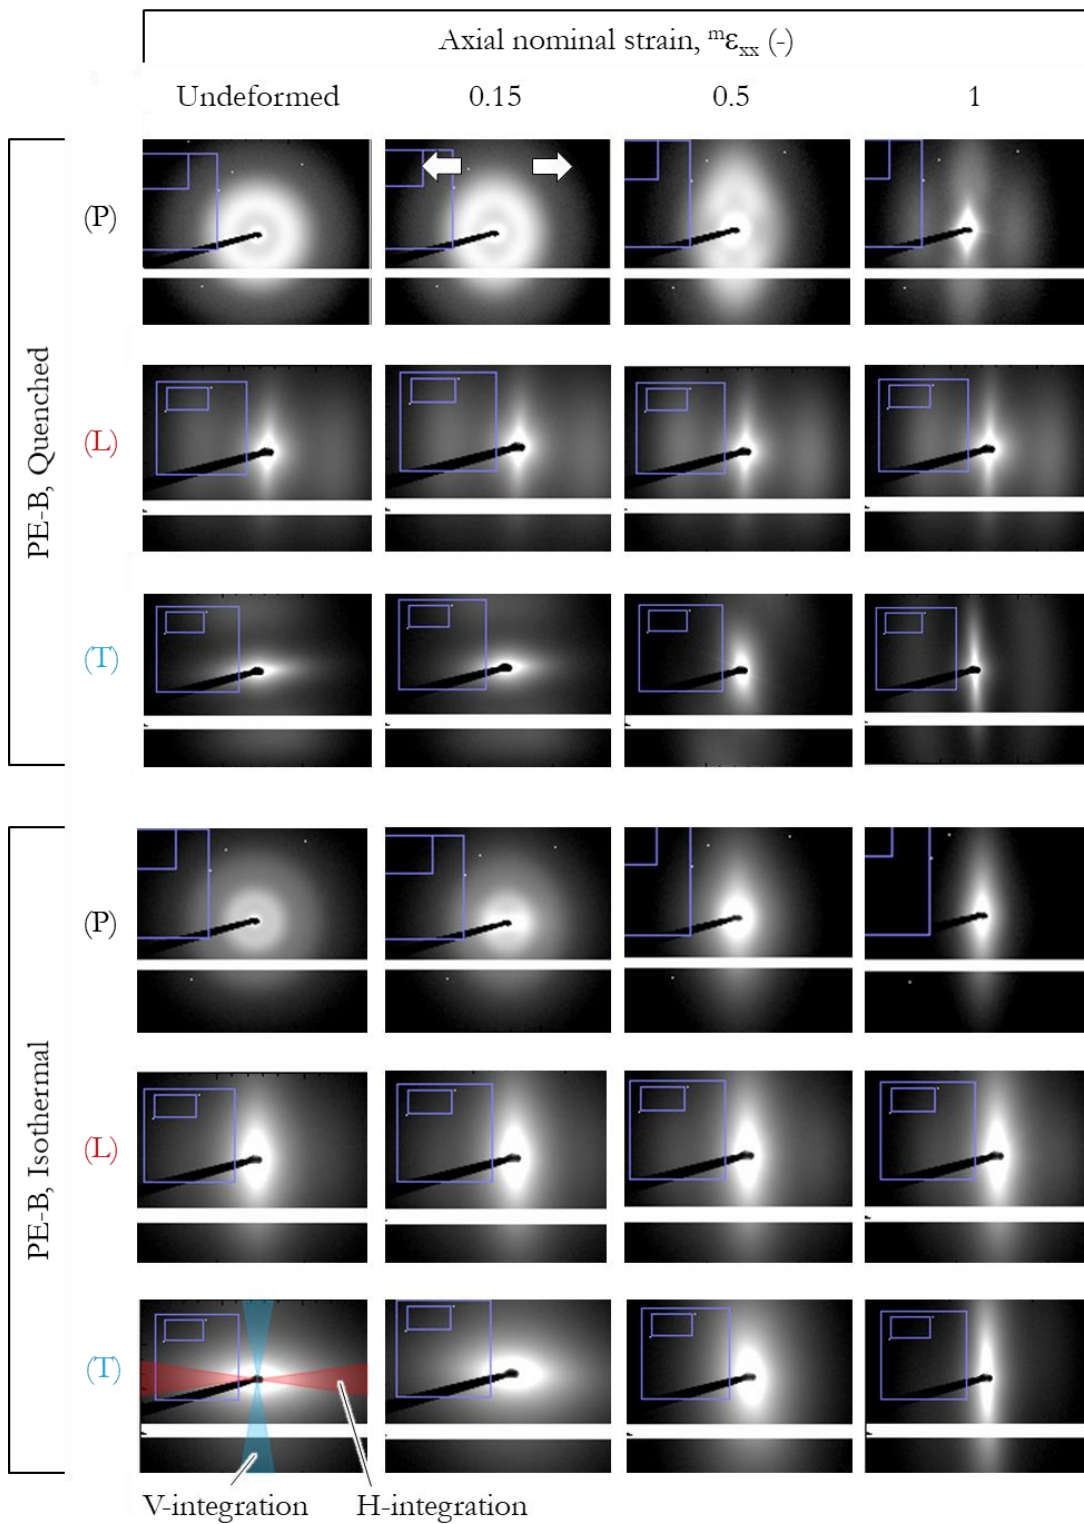 Axial nominal strain, ᵐεₓₓ (-)
Undeformed 0.15 0.5 1
PE-B, Quenched
(P)
(L)
(T)
PE-B, Isothermal
(P)
(L)
(T)
V-integration H-integration